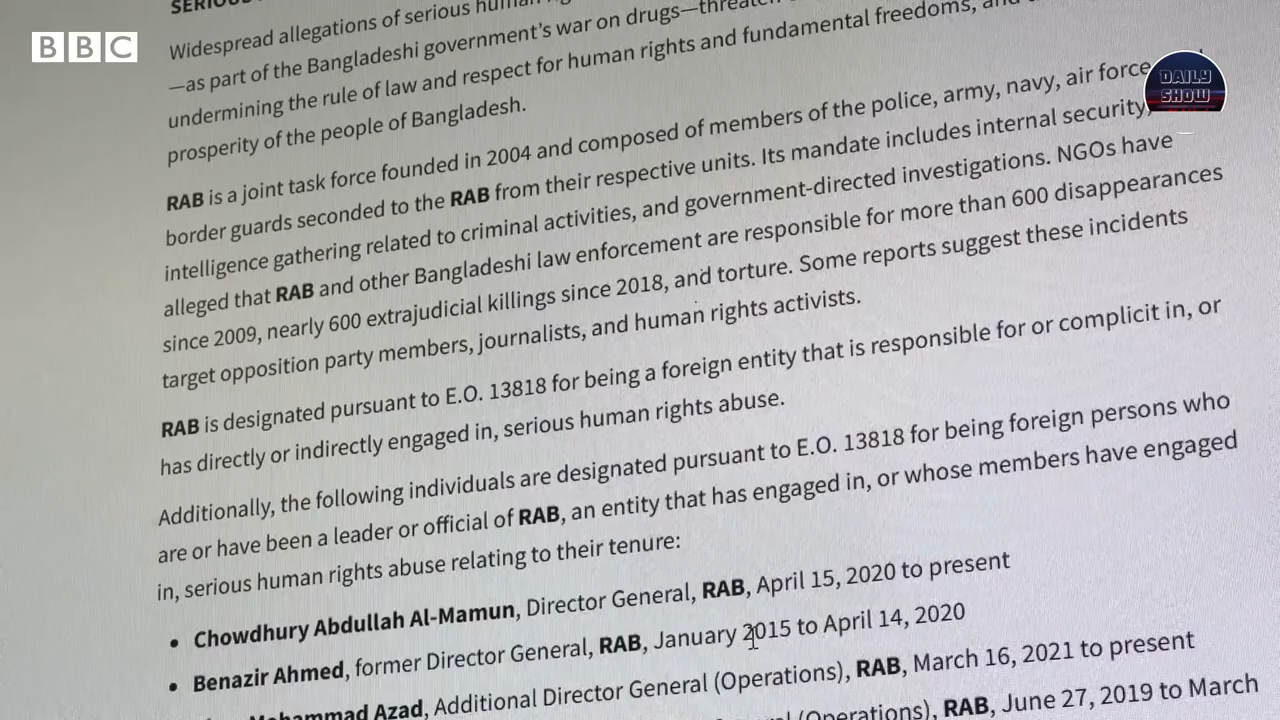 BBC
DAILY
SHOW
SERIOUS
Widespread allegations of serious human
—as part of the Bangladeshi government's war on drugs—threaten
undermining the rule of law and respect for human rights and fundamental freedoms, and
prosperity of the people of Bangladesh.
RAB is a joint task force founded in 2004 and composed of members of the police, army, navy, air force
border guards seconded to the RAB from their respective units. Its mandate includes internal security,
intelligence gathering related to criminal activities, and government-directed investigations. NGOs have
alleged that RAB and other Bangladeshi law enforcement are responsible for more than 600 disappearances
since 2009, nearly 600 extrajudicial killings since 2018, and torture. Some reports suggest these incidents
target opposition party members, journalists, and human rights activists.
RAB is designated pursuant to E.O. 13818 for being a foreign entity that is responsible for or complicit in, or
has directly or indirectly engaged in, serious human rights abuse.
Additionally, the following individuals are designated pursuant to E.O. 13818 for being foreign persons who
are or have been a leader or official of RAB, an entity that has engaged in, or whose members have engaged
in, serious human rights abuse relating to their tenure:
• Chowdhury Abdullah Al-Mamun, Director General, RAB, April 15, 2020 to present
• Benazir Ahmed, former Director General, RAB, January 2015 to April 14, 2020
Mohammad Azad, Additional Director General (Operations), RAB, March 16, 2021 to present
(Operations), RAB, June 27, 2019 to March